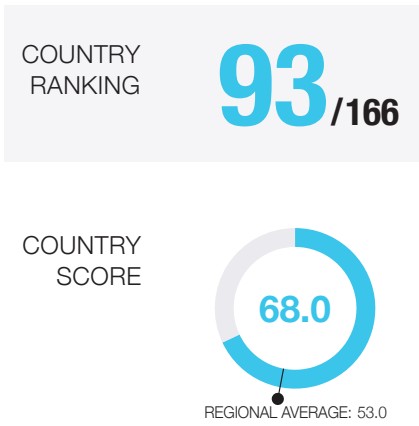 COUNTRY
RANKING
93/166
COUNTRY
SCORE
68.0
REGIONAL AVERAGE: 53.0